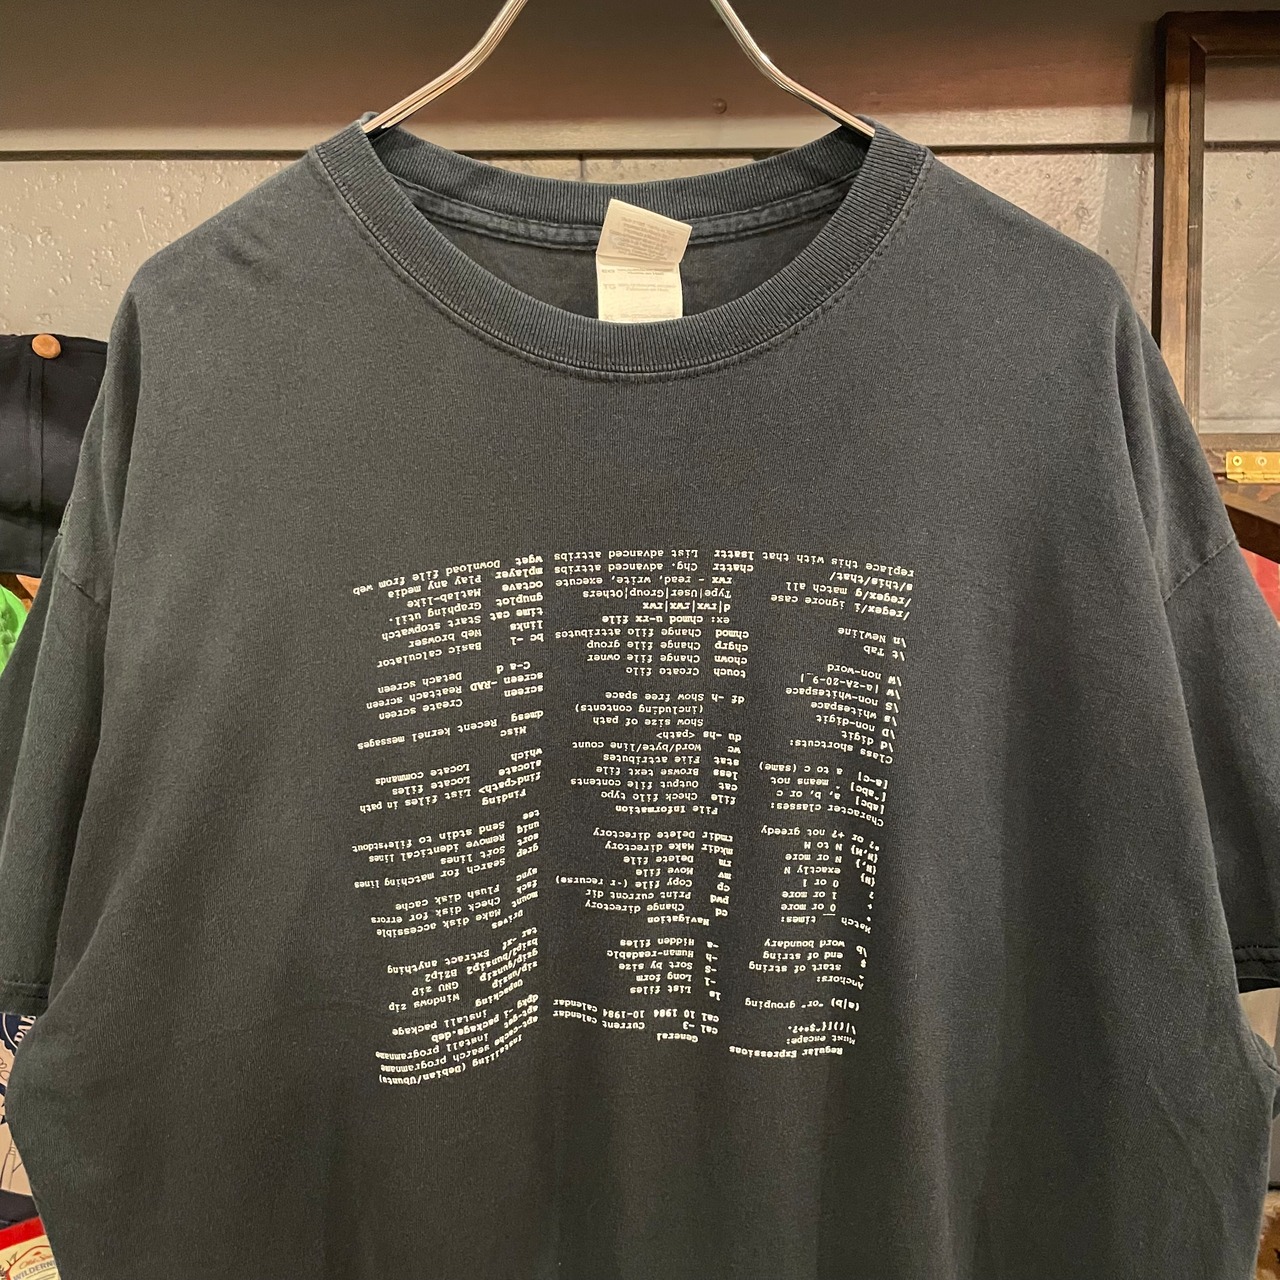 Regular Expressions
Must escape:
\|()[{^$*+?.
(a|b) "or" grouping
Anchors:
^ start of string
$ end of string
\b word boundary
Match __ times:
* 0 or more
+ 1 or more
? 0 or 1
{N} exactly N
{N,} N or more
{N,M} N to M
*? or +? not greedy
Character classes:
[abc] a, b, or c
[^abc] ^ means not
[a-c] a to c (same)
Class shortcuts:
\d digit
\D non-digit
\s whitespace
\S non-whitespace
\w [a-zA-Z0-9_]
\W non-word
\t Tab
\n Newline
/regex/i ignore case
/regex/g match all
s/this/that/
replace this with that
General
cal -3 Current calendar
cal 10 1984 10-1984 calendar
ls List files
-l Long form
-S Sort by size
-h Human-readable
-a Hidden files
Navigation
cd Change directory
pwd Print current dir
cp Copy file (-r recurse)
mv Move file
rm Delete file
mkdir Make directory
rmdir Delete directory
File Information
file Check file type
cat Output file contents
less Browse text file
stat File attributes
wc Word/byte/line count
du -hs <path>
Show size of path
(including contents)
df -h Show free space
touch Create file
chown Change file owner
chgrp Change file group
chmod Change file attributes
ex: chmod u-rx file
d|rwx|rwx|rwx
Type|User|Group|Others
rwx - read, write, execute
chattr Chg. advanced attribs
lsattr List advanced attribs
Installing (Debian/Ubuntu)
apt-cache search programname
apt-get install programname
dpkg -i package.deb
install package
Unpacking
zip/unzip Windows zip
gzip/gunzip GNU zip
bzip2/bunzip2 BZip2
tar -xf Extract anything
Drives
mount Make disk accessible
fsck Check disk for errors
sync Flush disk cache
grep Search for matching lines
sort Sort lines
uniq Remove identical lines
tee Send stdin to file+stdout
Finding
find<path> List files in path
slocate Locate files
which Locate commands
Misc
dmesg Recent kernel messages
screen Create screen
screen -RAD Reattach screen
C-a d Detach screen
bc -l Basic calculator
links Web browser
time cat Start stopwatch
gnuplot Graphing util.
octave Matlab-like
mplayer Play any media
wget Download file from web